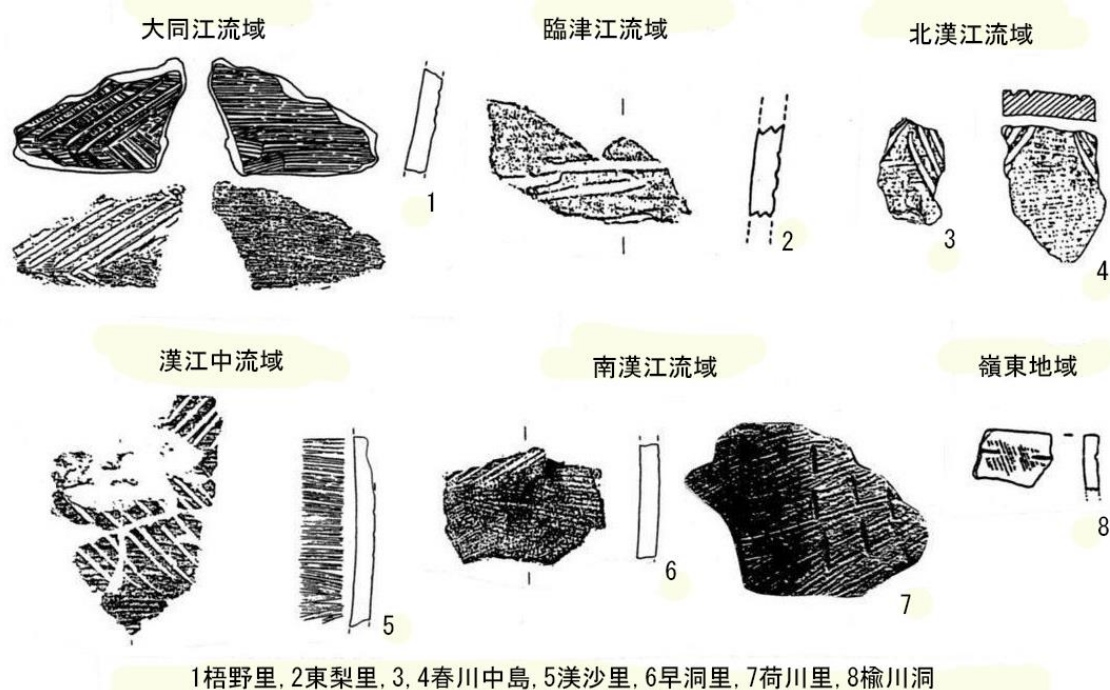 大同江流域
臨津江流域
北漢江流域
1
2
3
4
漢江中流域
南漢江流域
嶺東地域
5
6
7
8
1梧野里, 2東梨里, 3, 4春川中島, 5渼沙里, 6早洞里, 7荷川里, 8楡川洞